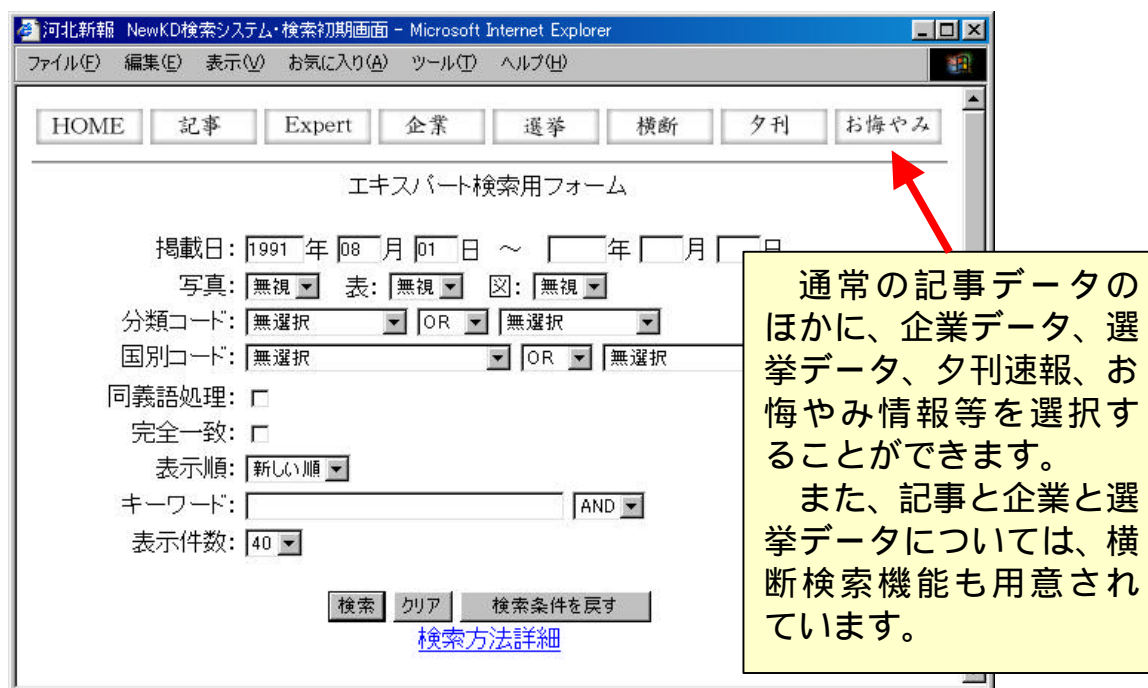 河北新報 NewKD検索システム・検索初期画面 - Microsoft Internet Explorer
ファイル(F) 編集(E) 表示(V) お気に入り(A) ツール(T) ヘルプ(H)
HOME 記事 Expert 企業 選挙 横断 夕刊 お悔やみ
エキスパート検索用フォーム
掲載日: 1991 年 08 月 01 日 ～ 年 月 日
写真: 無視 表: 無視 図: 無視
分類コード: 無選択 OR 無選択
国別コード: 無選択 OR 無選択
同義語処理:
完全一致:
表示順: 新しい順
キーワード: AND
表示件数: 40
検索 クリア 検索条件を戻す
検索方法詳細
通常の記事データの
ほかに、企業データ、選
挙データ、夕刊速報、お
悔やみ情報等を選択す
ることができます。
また、記事と企業と選
挙データについては、横
断検索機能も用意され
ています。